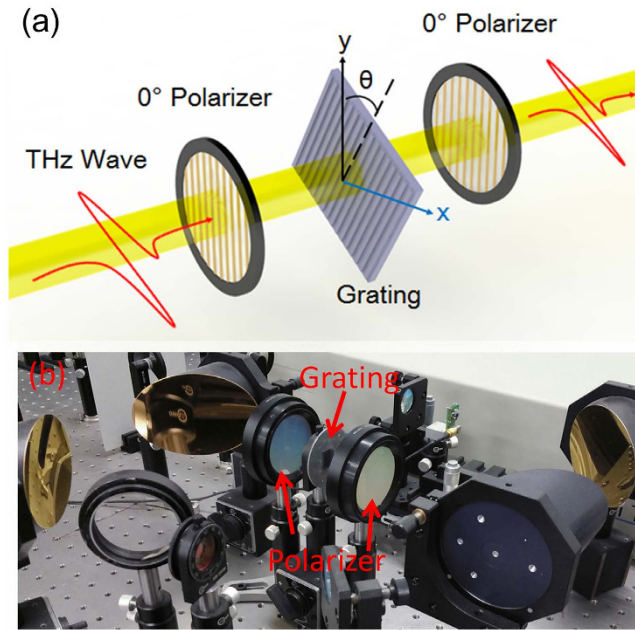 (a)
0° Polarizer
y
θ
0° Polarizer
THz Wave
x
Grating
(b)
Grating
Polarizer